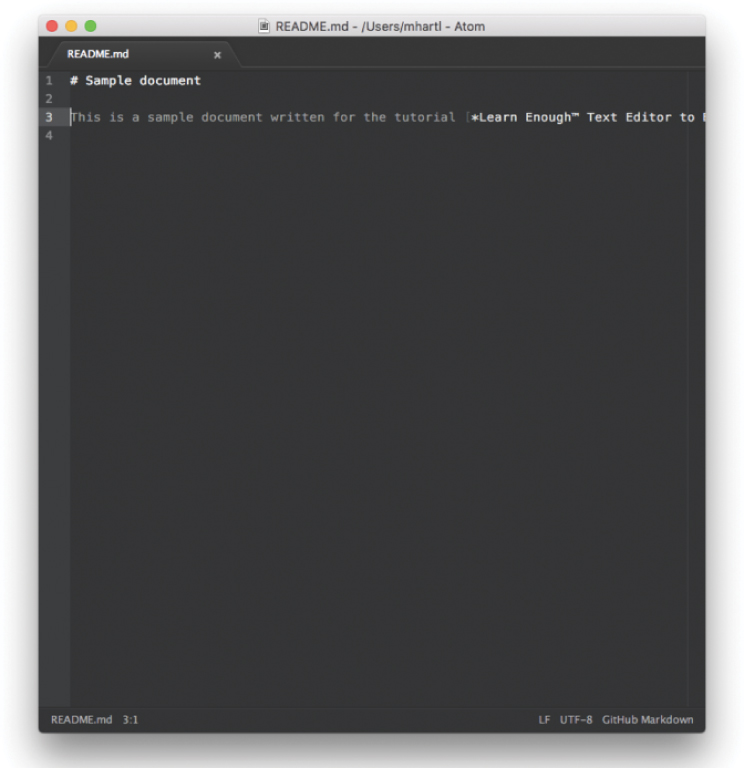 README.md - /Users/mhartl - Atom
README.md x
1 # Sample document
2
3 This is a sample document written for the tutorial [*Learn Enough™ Text Editor to
4
README.md 3:1 LF UTF-8 GitHub Markdown